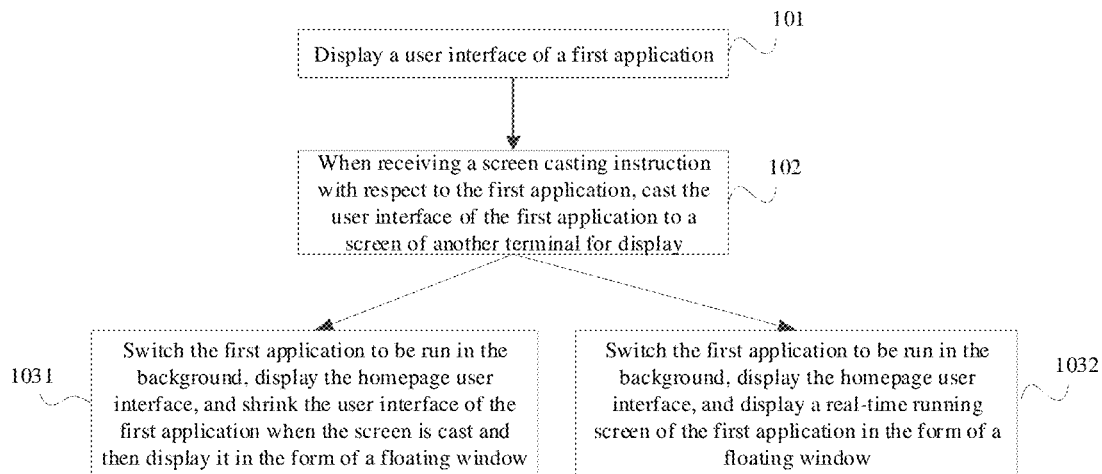 101
Display a user interface of a first application
When receiving a screen casting instruction
with respect to the first application, cast the
user interface of the first application to a
screen of another terminal for display
102
1031
Switch the first application to be run in the
background, display the homepage user
interface, and shrink the user interface of the
first application when the screen is cast and
then display it in the form of a floating window
Switch the first application to be run in the
background, display the homepage user
interface, and display a real-time running
screen of the first application in the form of a
floating window
1032